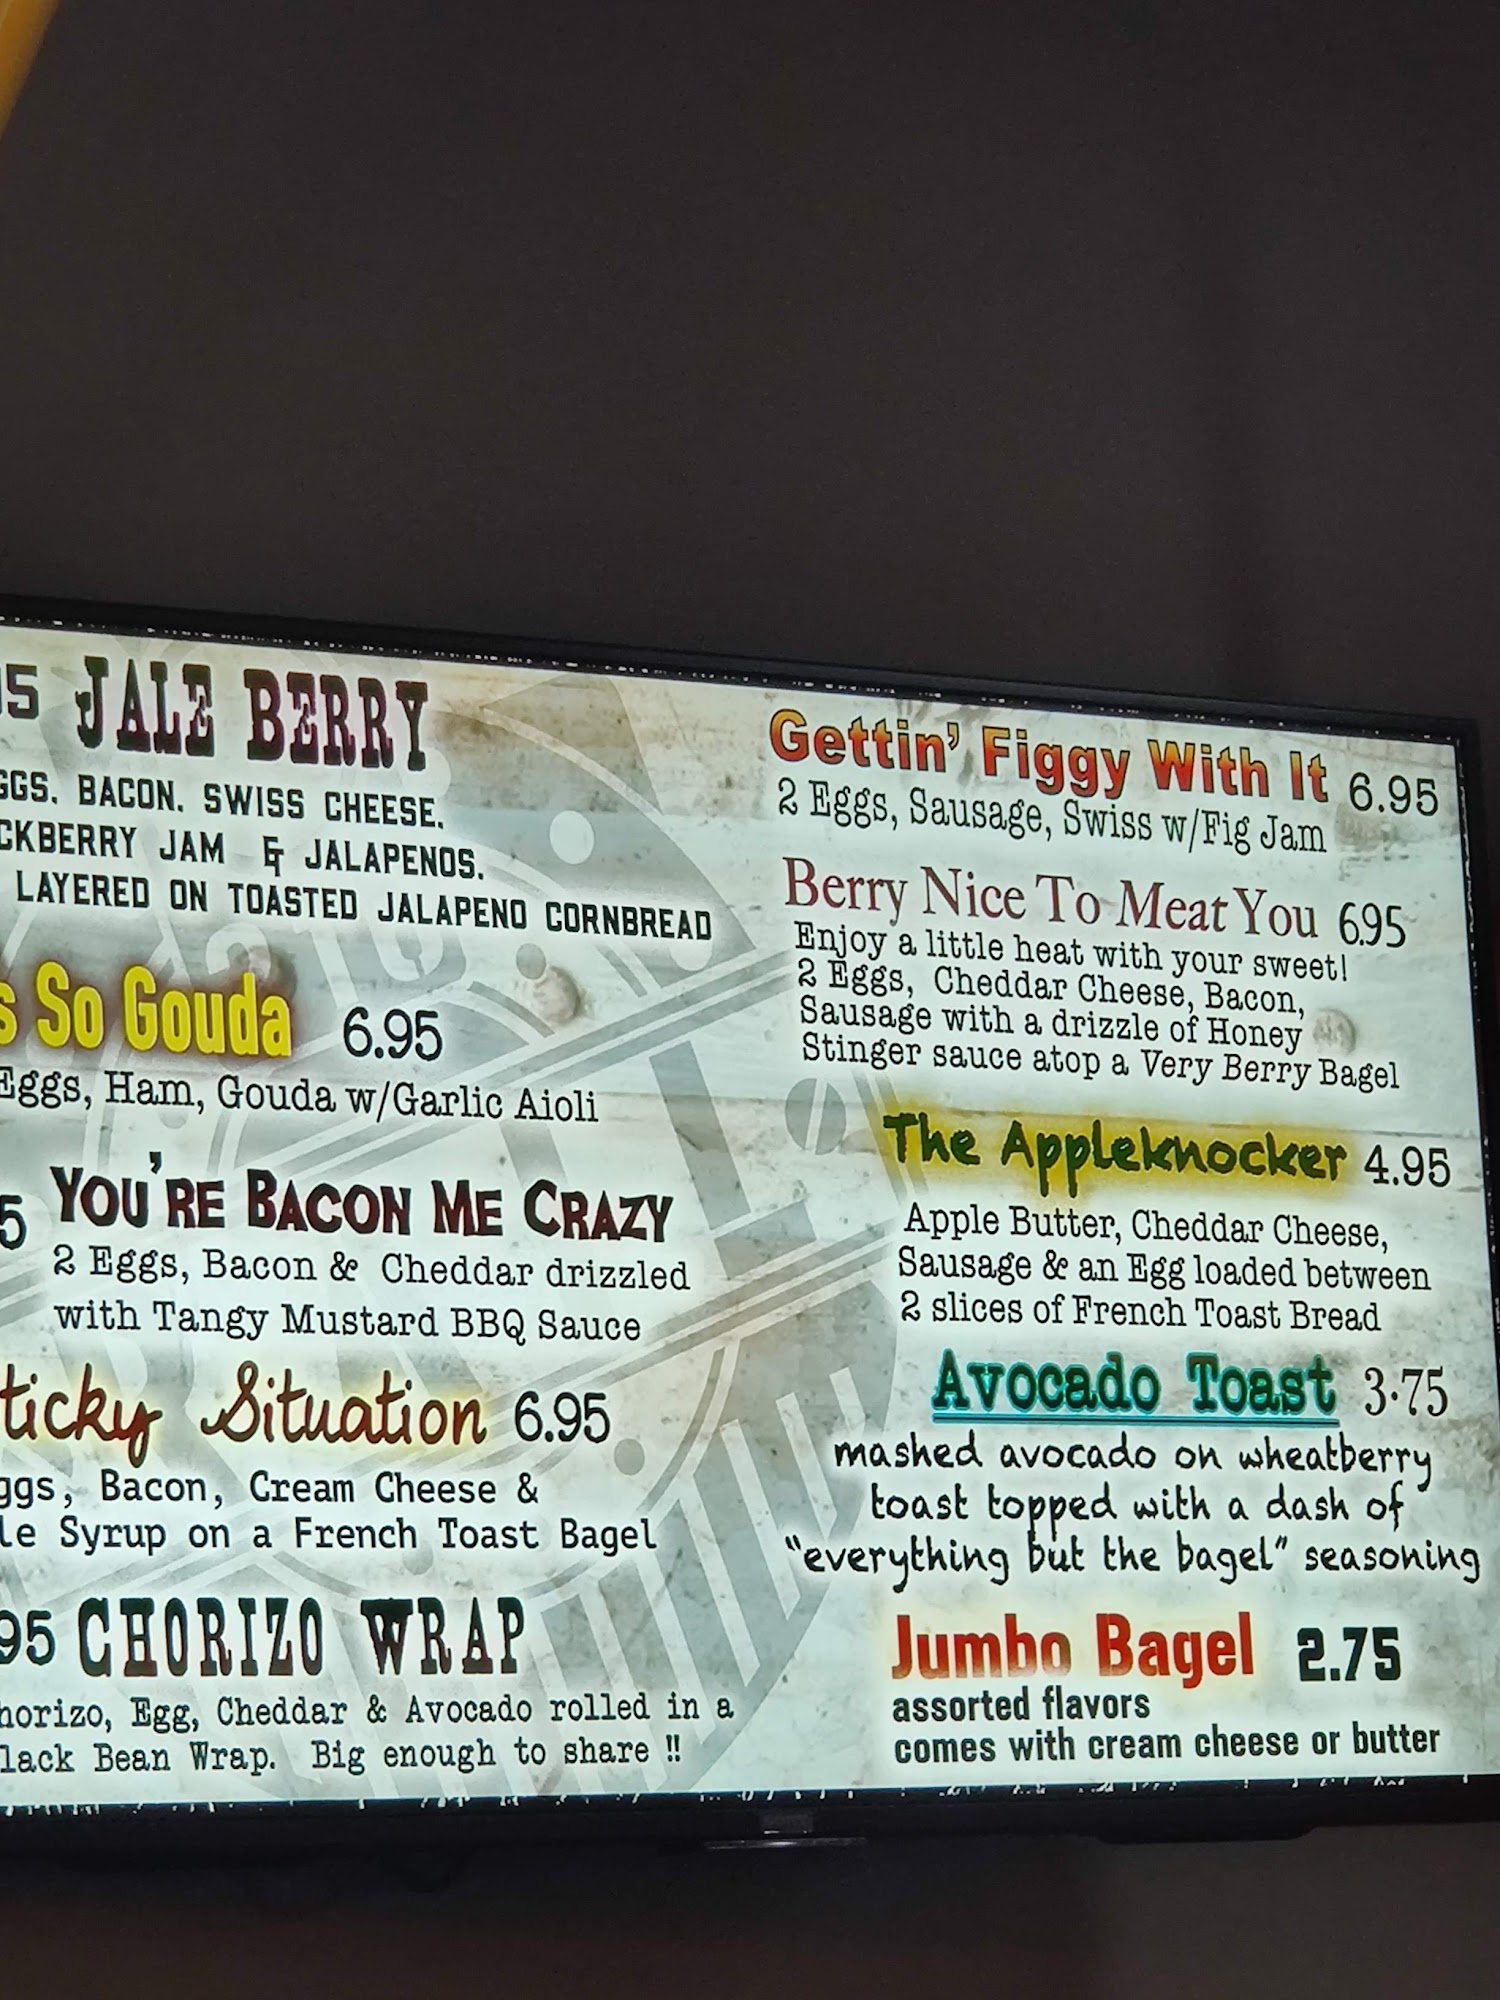 JALE BERRY
BACON. SWISS CHEESE.
JAM & JALAPENOS.
LAYERED ON TOASTED JALAPENO CORNBREAD
So Gouda 6.95
Eggs, Ham, Gouda w/Garlic Aioli
YOU'RE BACON ME CRAZY
2 Eggs, Bacon & Cheddar drizzled
with Tangy Mustard BBQ Sauce
Situation 6.95
Bacon, Cream Cheese &
Syrup on a French Toast Bagel
CHORIZO WRAP
Egg, Cheddar & Avocado rolled in a
Bean Wrap. Big enough to share !!
Gettin' Figgy With It 6.95
2 Eggs, Sausage, Swiss w/Fig Jam
Berry Nice To Meat You 6.95
Enjoy a little heat with your sweet!
2 Eggs, Cheddar Cheese, Bacon,
Sausage with a drizzle of Honey
Stinger sauce atop a Very Berry Bagel
The Appleknocker 4.95
Apple Butter, Cheddar Cheese,
Sausage & an Egg loaded between
2 slices of French Toast Bread
Avocado Toast 3.75
mashed avocado on wheatberry
toast topped with a dash of
"everything but the bagel" seasoning
Jumbo Bagel 2.75
assorted flavors
comes with cream cheese or butter